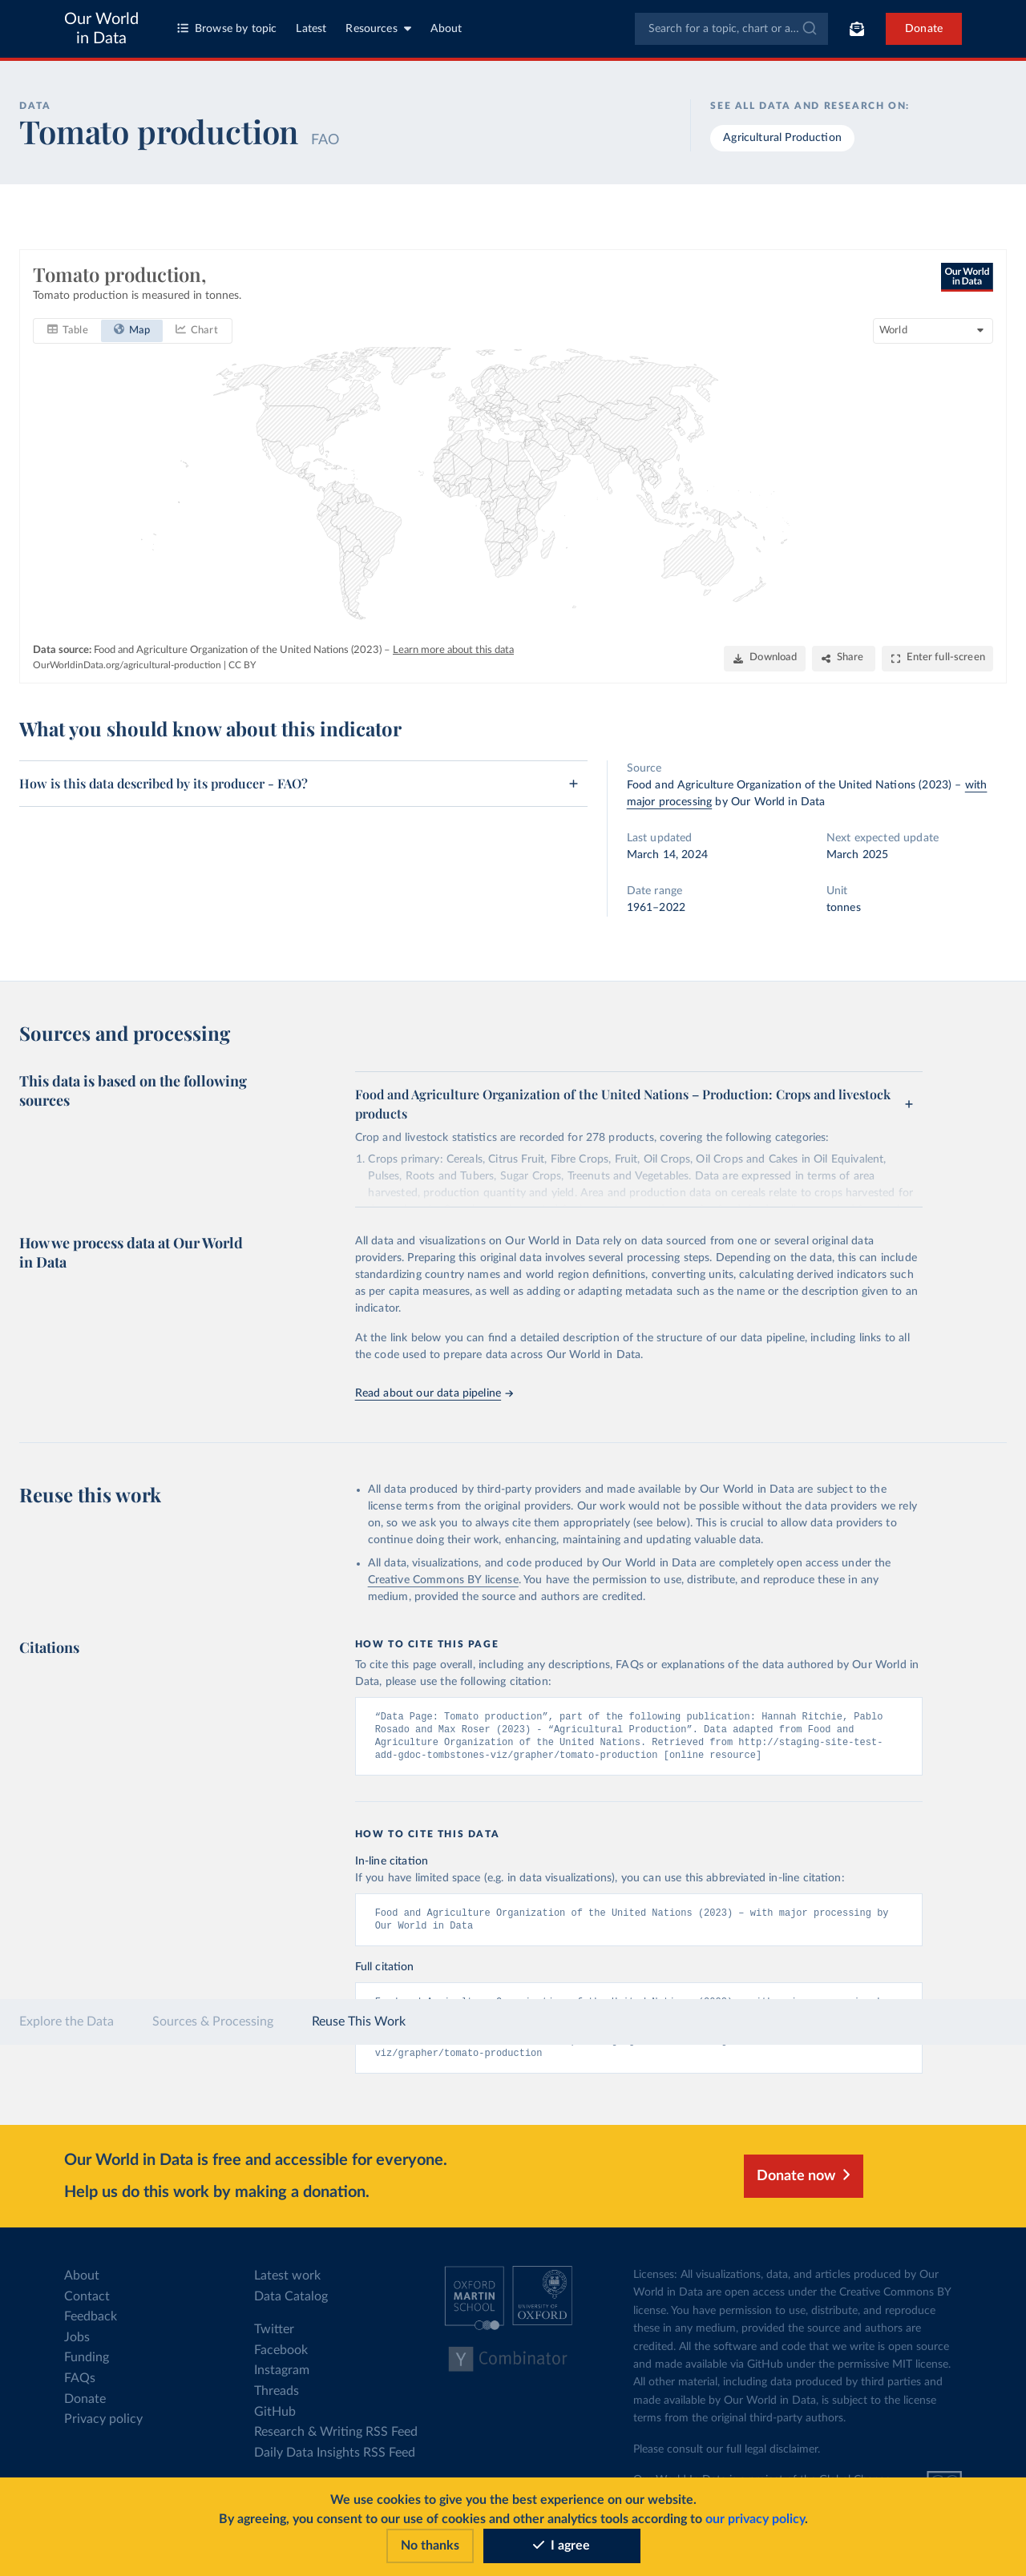 Our World
in Data
Browse by topic
Latest
Resources
About
Search for a topic, chart or a...
Donate
DATA
Tomato production FAO
SEE ALL DATA AND RESEARCH ON:
Agricultural Production
Tomato production,
Tomato production is measured in tonnes.
Our World
in Data
Table
Map
Chart
World
Data source: Food and Agriculture Organization of the United Nations (2023) – Learn more about this data
OurWorldinData.org/agricultural-production | CC BY
Download
Share
Enter full-screen
What you should know about this indicator
How is this data described by its producer - FAO?
Source
Food and Agriculture Organization of the United Nations (2023) – with
major processing by Our World in Data
Last updated
March 14, 2024
Next expected update
March 2025
Date range
1961–2022
Unit
tonnes
Sources and processing
This data is based on the following
sources
Food and Agriculture Organization of the United Nations – Production: Crops and livestock
products
Crop and livestock statistics are recorded for 278 products, covering the following categories:
1. Crops primary: Cereals, Citrus Fruit, Fibre Crops, Fruit, Oil Crops, Oil Crops and Cakes in Oil Equivalent,
Pulses, Roots and Tubers, Sugar Crops, Treenuts and Vegetables. Data are expressed in terms of area
harvested, production quantity and yield. Area and production data on cereals relate to crops harvested for
How we process data at Our World
in Data
All data and visualizations on Our World in Data rely on data sourced from one or several original data
providers. Preparing this original data involves several processing steps. Depending on the data, this can include
standardizing country names and world region definitions, converting units, calculating derived indicators such
as per capita measures, as well as adding or adapting metadata such as the name or the description given to an
indicator.
At the link below you can find a detailed description of the structure of our data pipeline, including links to all
the code used to prepare data across Our World in Data.
Read about our data pipeline
Reuse this work
• All data produced by third-party providers and made available by Our World in Data are subject to the
license terms from the original providers. Our work would not be possible without the data providers we rely
on, so we ask you to always cite them appropriately (see below). This is crucial to allow data providers to
continue doing their work, enhancing, maintaining and updating valuable data.
• All data, visualizations, and code produced by Our World in Data are completely open access under the
Creative Commons BY license. You have the permission to use, distribute, and reproduce these in any
medium, provided the source and authors are credited.
Citations
HOW TO CITE THIS PAGE
To cite this page overall, including any descriptions, FAQs or explanations of the data authored by Our World in
Data, please use the following citation:
“Data Page: Tomato production”, part of the following publication: Hannah Ritchie, Pablo
Rosado and Max Roser (2023) - “Agricultural Production”. Data adapted from Food and
Agriculture Organization of the United Nations. Retrieved from http://staging-site-test-
add-gdoc-tombstones-viz/grapher/tomato-production [online resource]
HOW TO CITE THIS DATA
In-line citation
If you have limited space (e.g. in data visualizations), you can use this abbreviated in-line citation:
Food and Agriculture Organization of the United Nations (2023) – with major processing by
Our World in Data
Full citation
Explore the Data
Sources & Processing
Reuse This Work
viz/grapher/tomato-production
Our World in Data is free and accessible for everyone.
Help us do this work by making a donation.
Donate now
About
Contact
Feedback
Jobs
Funding
FAQs
Donate
Privacy policy
Latest work
Data Catalog
Twitter
Facebook
Instagram
Threads
GitHub
Research & Writing RSS Feed
Daily Data Insights RSS Feed
OXFORD
MARTIN
SCHOOL
UNIVERSITY OF
OXFORD
Y Combinator
Licenses: All visualizations, data, and articles produced by Our
World in Data are open access under the Creative Commons BY
license. You have permission to use, distribute, and reproduce
these in any medium, provided the source and authors are
credited. All the software and code that we write is open source
and made available via GitHub under the permissive MIT license.
All other material, including data produced by third parties and
made available by Our World in Data, is subject to the license
terms from the original third-party authors.
Please consult our full legal disclaimer.
We use cookies to give you the best experience on our website.
By agreeing, you consent to our use of cookies and other analytics tools according to our privacy policy.
No thanks
I agree